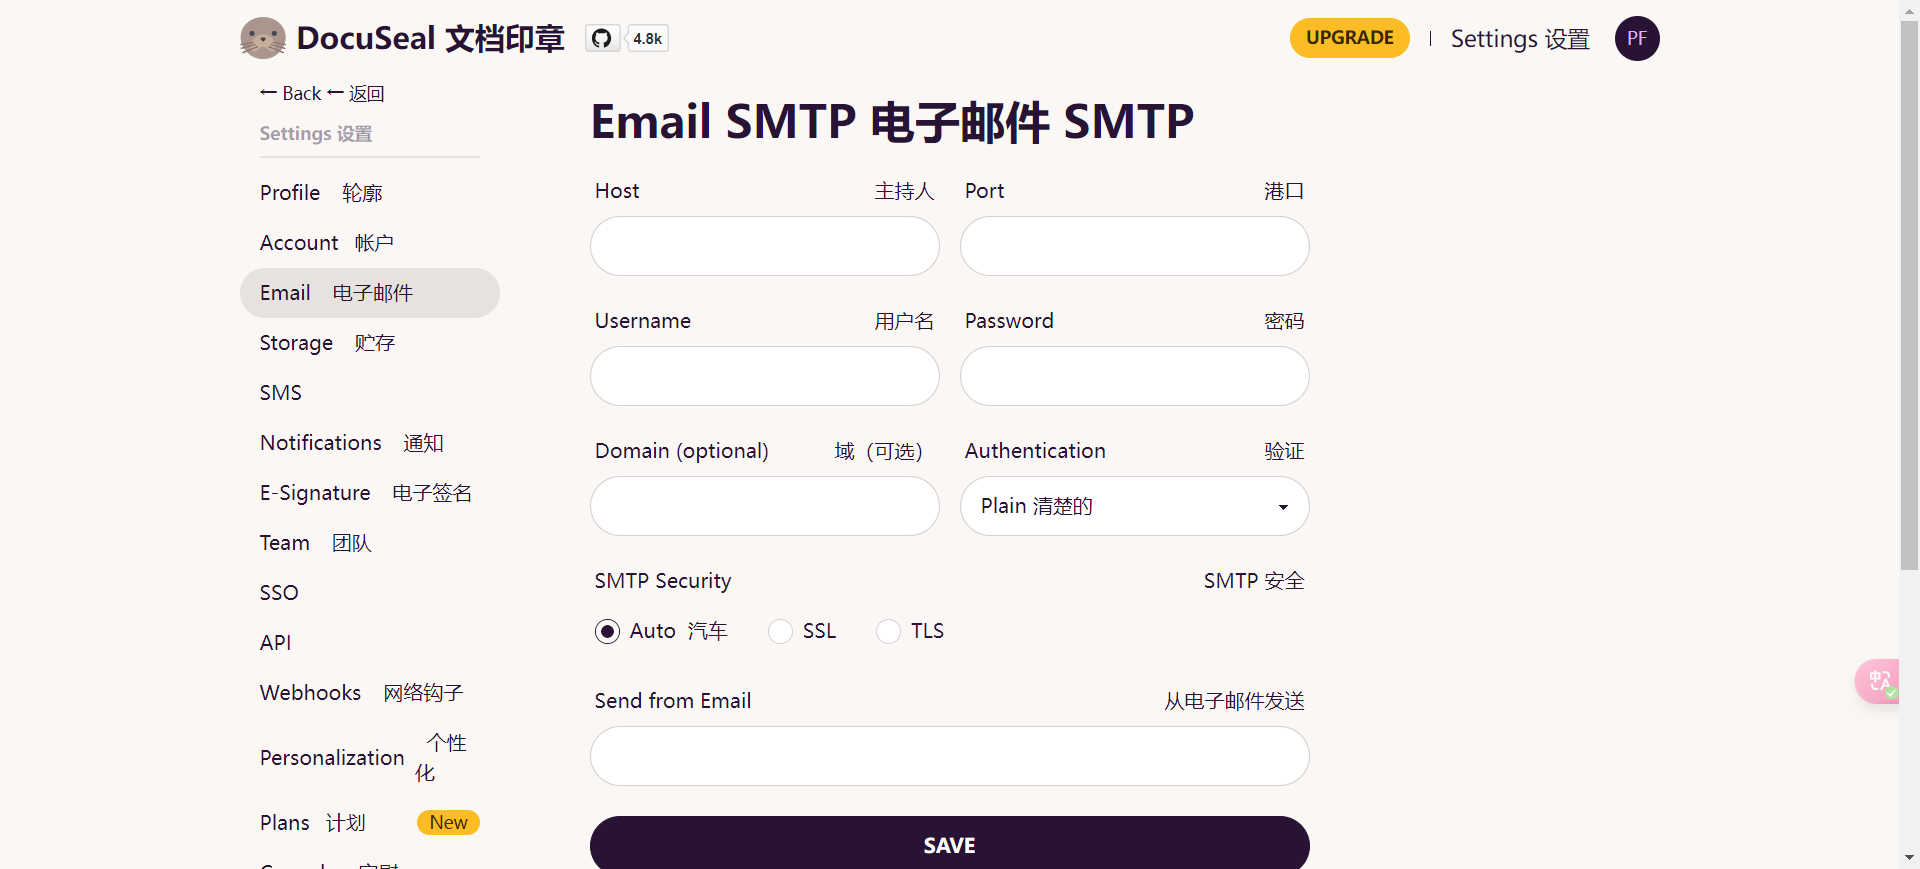 DocuSeal 文档印章
4.8k
UPGRADE
Settings 设置
PF
← Back ← 返回
Settings 设置
Profile 轮廓
Account 帐户
Email 电子邮件
Storage 贮存
SMS
Notifications 通知
E-Signature 电子签名
Team 团队
SSO
API
Webhooks 网络钩子
Personalization 个性
化
Plans 计划
New
Email SMTP 电子邮件 SMTP
Host 主持人
Port 港口
Username 用户名
Password 密码
Domain (optional) 域（可选）
Authentication 验证
Plain 清楚的
SMTP Security SMTP 安全
Auto 汽车
SSL
TLS
Send from Email 从电子邮件发送
SAVE